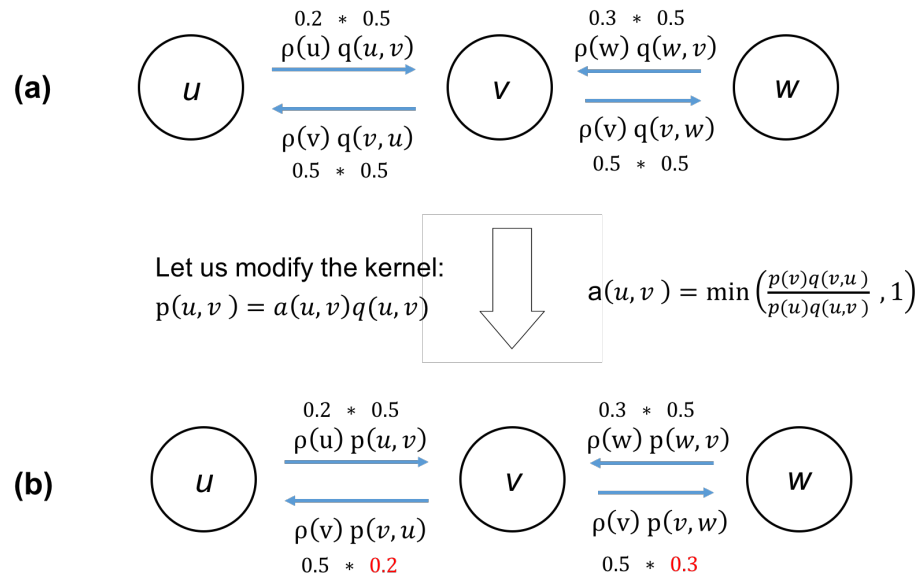 0.2 * 0.5 0.3 * 0.5
ρ(u) q(u, v) ρ(w) q(w, v)
(a) u v w
ρ(v) q(v, u) ρ(v) q(v, w)
0.5 * 0.5 0.5 * 0.5
Let us modify the kernel:
p(u, v ) = a(u, v)q(u, v)
a(u, v ) = min(p(v)q(v,u ) / p(u)q(u,v) , 1)
0.2 * 0.5 0.3 * 0.5
ρ(u) p(u, v) ρ(w) p(w, v)
(b) u v w
ρ(v) p(v, u) ρ(v) p(v, w)
0.5 * 0.2 0.5 * 0.3